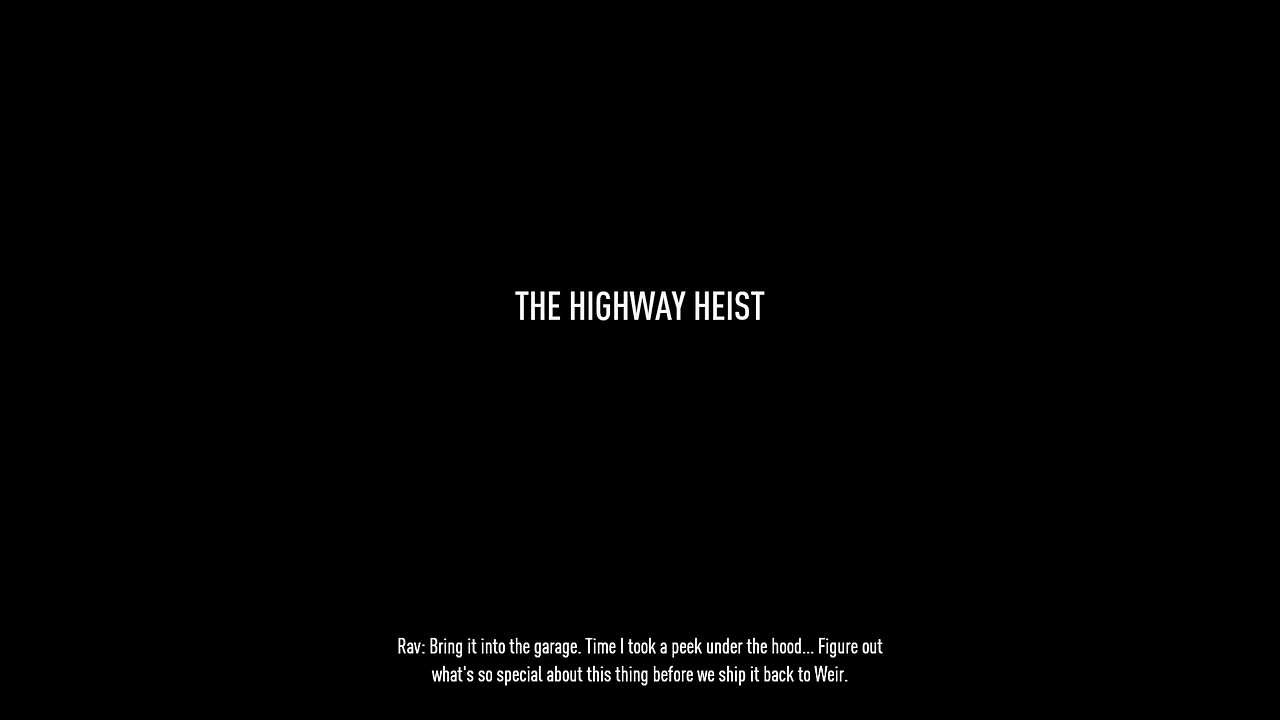 THE HIGHWAY HEIST
Rav: Bring it into the garage. Time I took a peek under the hood... Figure out
what's so special about this thing before we ship it back to Weir.